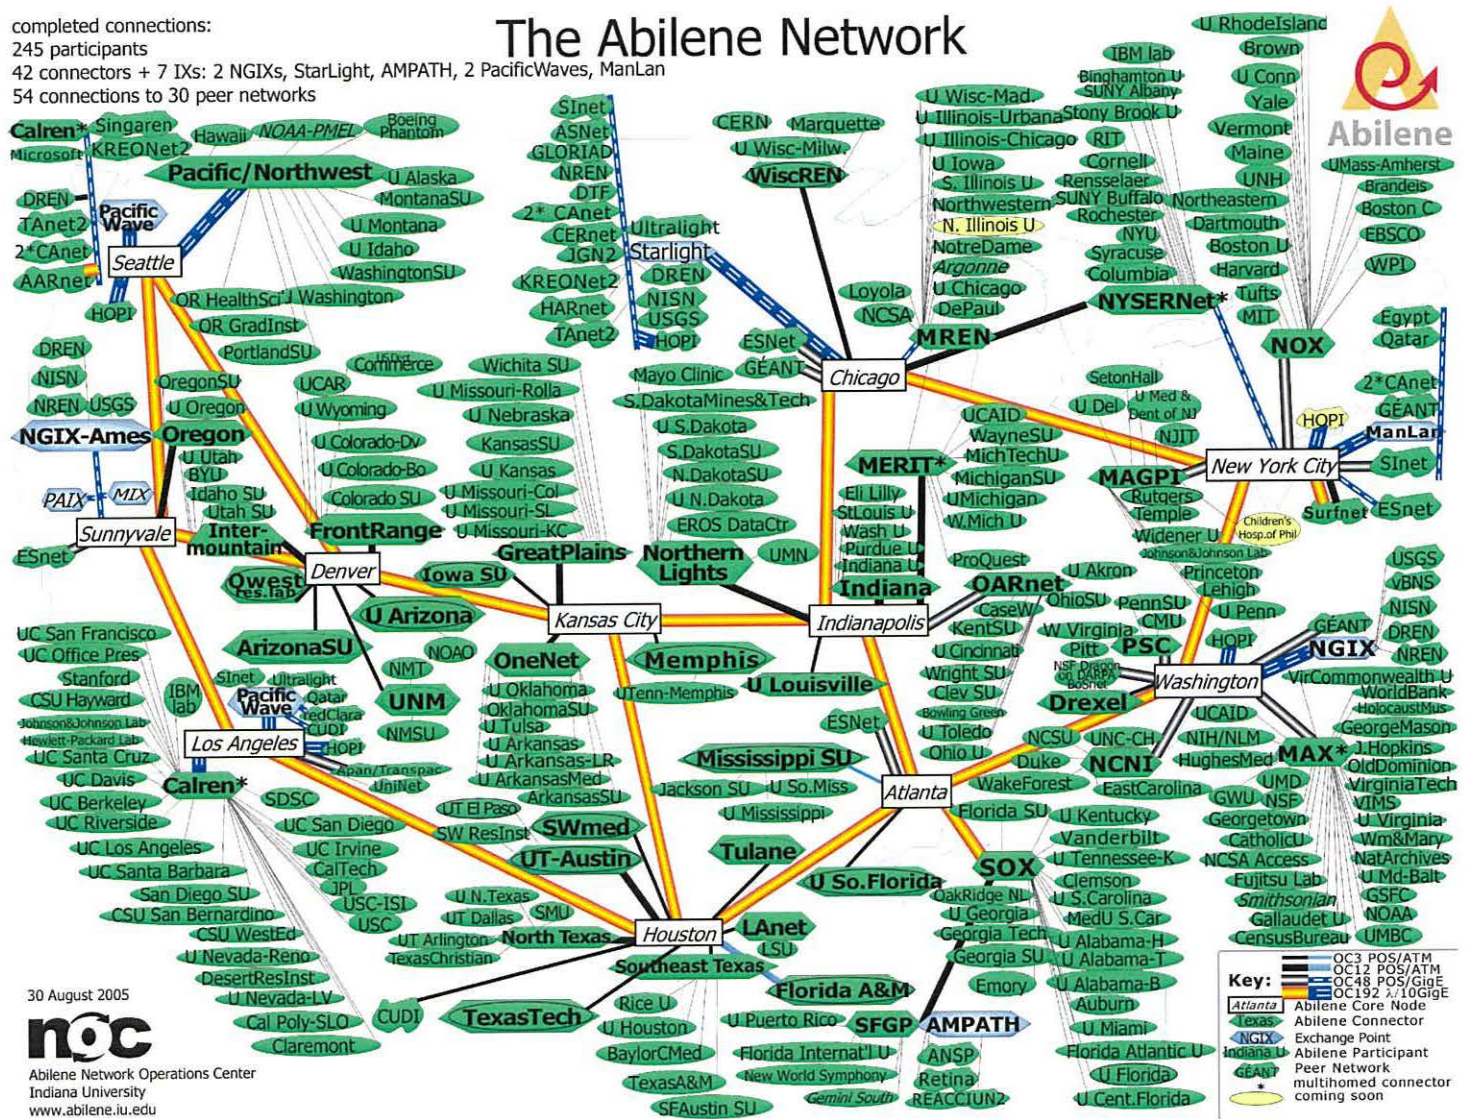 The Abilene Network
completed connections:
245 participants
42 connectors + 7 IXs: 2 NGIXs, StarLight, AMPATH, 2 PacificWaves, ManLan
54 connections to 30 peer networks
Abilene
Calren*
Microsoft
Singaren
KREONet2
Hawaii
NOAA-PMEL
Boeing
Phantom
Pacific/Northwest
U Alaska
MontanaSU
U Montana
U Idaho
WashingtonSU
U Washington
OR HealthSci
OR GradInst
PortlandSU
DREN
TAnet2
2*CAnet
AARnet
Pacific
Wave
Seattle
HOPI
DREN
NISN
NREN
USGS
NGIX-Ames
PAIX
MIX
Sunnyvale
ESnet
OregonSU
U Oregon
Oregon
U Utah
BYU
Idaho SU
Utah SU
Inter-
mountain
UCAR
Commerce
U Wyoming
U Colorado-Dv
U Colorado-Bo
Colorado SU
FrontRange
Denver
Qwest
res.lab
ArizonaSU
U Arizona
NOAO
NMT
UNM
NMSU
Wichita SU
U Missouri-Rolla
U Nebraska
KansasSU
U Kansas
U Missouri-Col
U Missouri-SL
U Missouri-KC
GreatPlains
Iowa SU
Kansas City
OneNet
U Oklahoma
OklahomaSU
U Tulsa
U Arkansas
U Arkansas-LR
U ArkansasMed
ArkansasSU
Memphis
UTenn-Memphis
SInet
ASNet
GLORIAD
NREN
DTF
2* CAnet
CERnet
JGN2
KREONet2
HARnet
TAnet2
Ultralight
Starlight
DREN
NISN
USGS
HOPI
CERN
Marquette
U Wisc-Milw.
WiscREN
U Wisc-Mad.
U Illinois-Urbana
U Illinois-Chicago
U Iowa
S. Illinois U
Northwestern
N. Illinois U
NotreDame
Argonne
U Chicago
DePaul
Loyola
NCSA
MREN
ESNet
GÉANT
Chicago
Mayo Clinic
S.DakotaMines&Tech
U S.Dakota
S.DakotaSU
N.DakotaSU
U N.Dakota
EROS DataCtr
Northern
Lights
UMN
UCAID
WayneSU
MichTechU
MichiganSU
UMichigan
W.Mich U
MERIT*
Eli Lilly
StLouis U
Wash U
Purdue U
Indiana U
Indiana
Indianapolis
U Louisville
ProQuest
OARnet
U Akron
OhioSU
CaseW
KentSU
U.Cincinnati
Wright SU
Clev SU
Bowling Green
U Toledo
Ohio U
IBM lab
Binghamton U
SUNY Albany
Stony Brook U
RIT
Cornell
Rensselaer
SUNY Buffalo
Rochester
NYU
Syracuse
Columbia
NYSERNet*
U RhodeIsland
Brown
U Conn
Yale
Vermont
Maine
UNH
Northeastern
Dartmouth
Boston U
Harvard
Tufts
MIT
UMass-Amherst
Brandeis
Boston C
EBSCO
WPI
NOX
Egypt
Qatar
2*CAnet
GÉANT
ManLan
HOPI
SInet
ESnet
Surfnet
New York City
SetonHall
U Del
U Med &
Dent of NJ
NJIT
MAGPI
Rutgers
Temple
Widener U
Children's
Hosp.of Phil
Johnson&Johnson Lab
Princeton
Lehigh
U Penn
PennSU
CMU
W Virginia
Pitt
PSC
NSF Dragon
on DARPA
BoSnet
Drexel
HOPI
GÉANT
NGIX
USGS
vBNS
NISN
DREN
NREN
Washington
UCAID
NIH/NLM
HughesMed
MAX*
VirCommonwealth U
WorldBank
HolocaustMus
GeorgeMason
J.Hopkins
OldDominion
VirginiaTech
VIMS
U Virginia
Wm&Mary
NatArchives
U Md-Balt
GSFC
NOAA
UMBC
UMD
GWU
NSF
Georgetown
CatholicU
NCSA Access
Fujitsu Lab
Smithsonian
Gallaudet U
CensusBureau
NCSU
UNC-CH
Duke
NCNI
WakeForest
EastCarolina
UC San Francisco
UC Office Pres
Stanford
CSU Hayward
Johnson&Johnson Lab
Hewlett-Packard Lab
UC Santa Cruz
UC Davis
UC Berkeley
UC Riverside
UC Los Angeles
UC Santa Barbara
San Diego SU
CSU San Bernardino
CSU WestEd
U Nevada-Reno
DesertResInst
U Nevada-LV
Cal Poly-SLO
Claremont
IBM
lab
SInet
Ultralight
Pacific
Wave
Qatar
redClara
CUDI
HOPI
Los Angeles
Apan/Transpac
UniNet
Calren*
SDSC
UC San Diego
UC Irvine
CalTech
JPL
USC-ISI
USC
UT El Paso
SW ResInst
SWmed
UT-Austin
U N.Texas
UT Dallas
SMU
UT Arlington
TexasChristian
North Texas
Houston
CUDI
TexasTech
Tulane
LAnet
LSU
Southeast Texas
Rice U
U Houston
BaylorCMed
TexasA&M
SFAustin SU
Florida A&M
ESNet
Mississippi SU
Jackson SU
U So.Miss
U Mississippi
Atlanta
U So.Florida
Florida SU
SOX
U Kentucky
Vanderbilt
U Tennessee-K
Clemson
U S.Carolina
MedU S.Car
U Alabama-H
U Alabama-T
U Alabama-B
Auburn
U Miami
Florida Atlantic U
U Florida
U Cent.Florida
OakRidge NL
U Georgia
Georgia Tech
Georgia SU
Emory
U Puerto Rico
SFGP
AMPATH
Florida Internat'l U
New World Symphony
Gemini South
ANSP
Retina
REACCIUN2
30 August 2005
noc
Abilene Network Operations Center
Indiana University
www.abilene.iu.edu
Key:
OC3 POS/ATM
OC12 POS/ATM
OC48 POS/GigE
OC192 λ/10GigE
Atlanta Abilene Core Node
Texas Abilene Connector
NGIX Exchange Point
Indiana U Abilene Participant
GÉANT Peer Network
* multihomed connector
coming soon